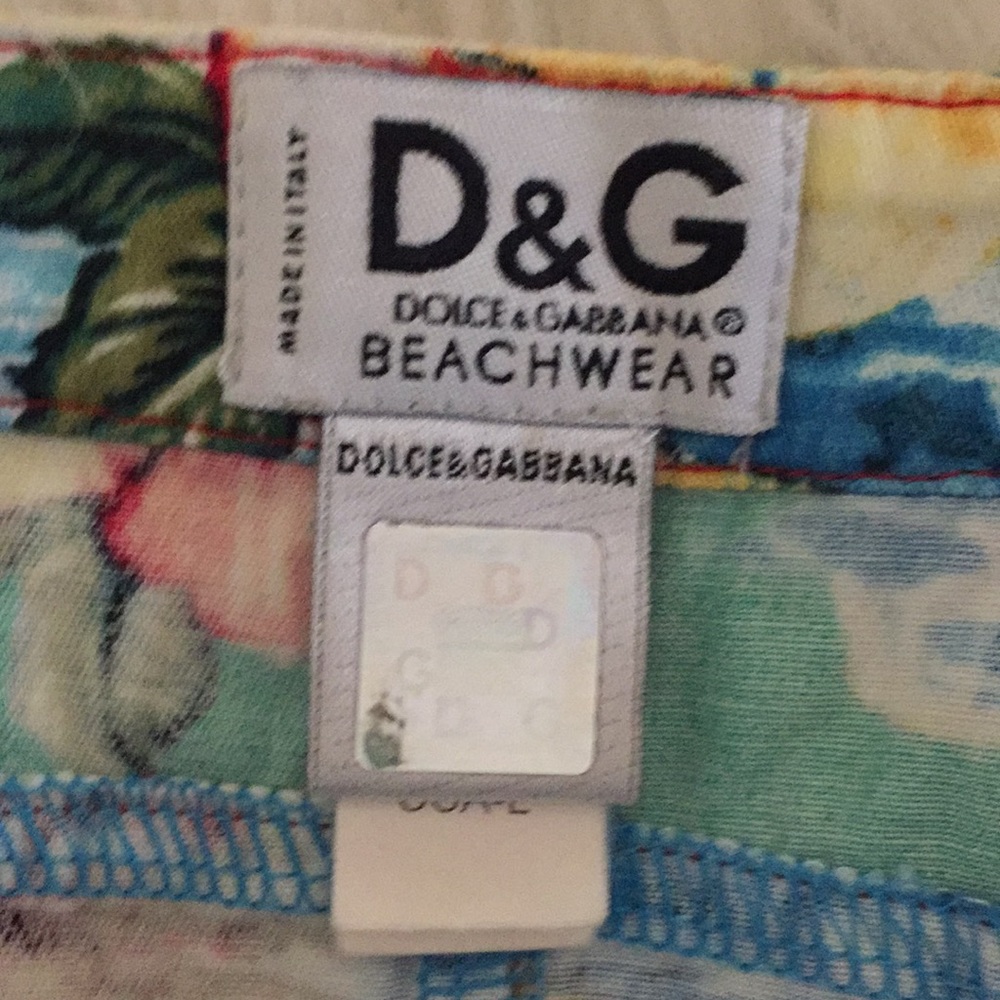 MADE IN ITALY
D&G
DOLCE & GABBANA®
BEACHWEAR
DOLCE&GABBANA
D G
D
G
D G